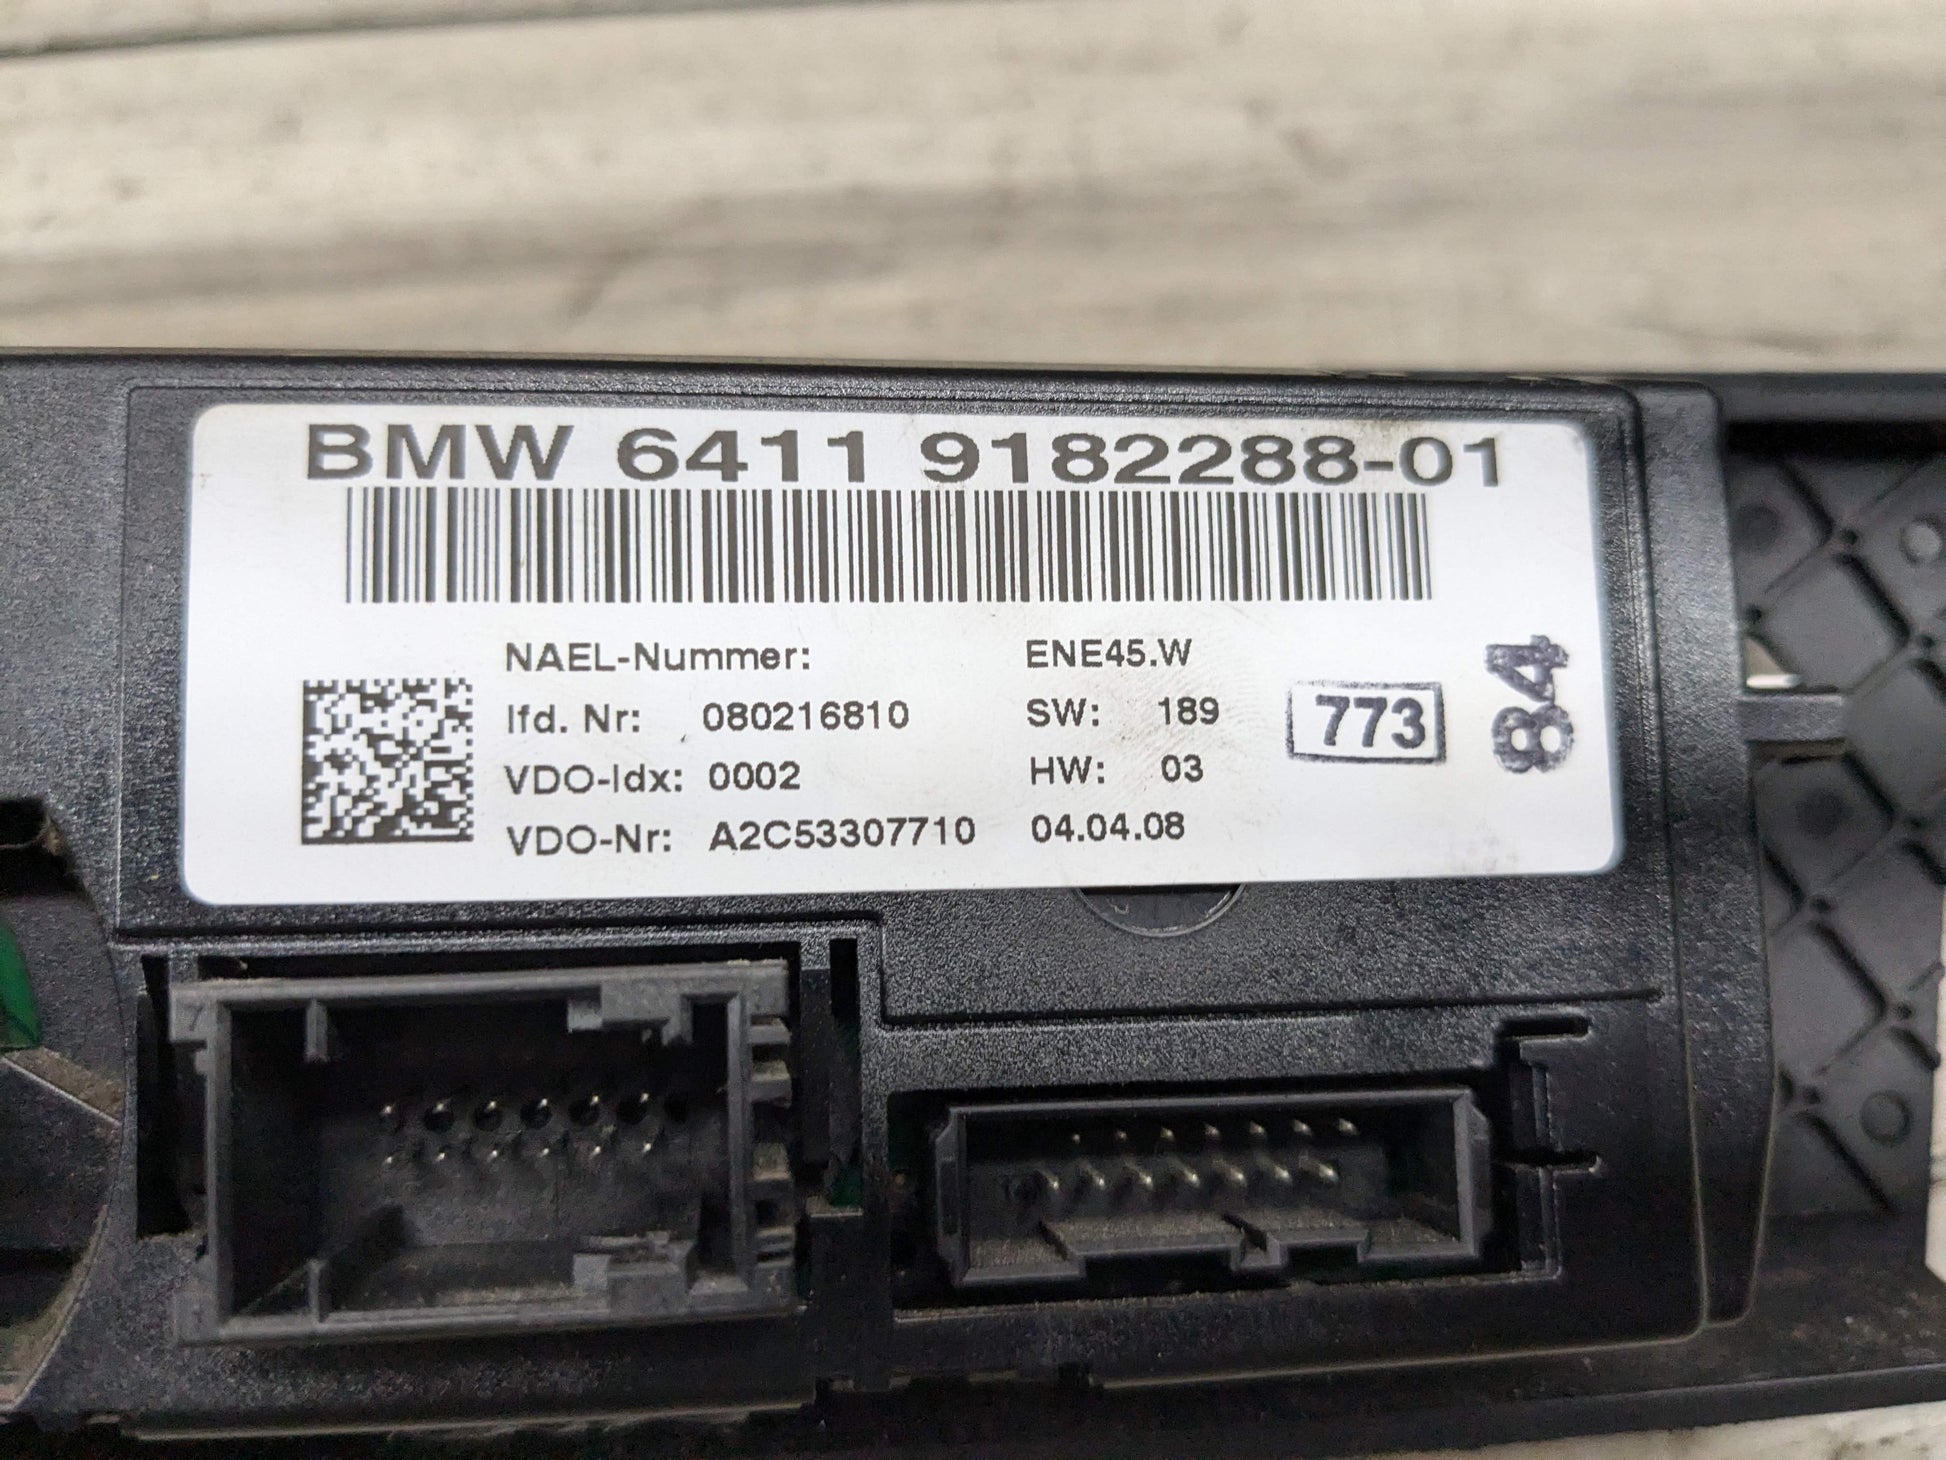 BMW 6411 9182288-01
NAEL-Nummer: ENE45.W
lfd. Nr: 080216810 SW: 189
VDO-Idx: 0002 HW: 03
VDO-Nr: A2C53307710 04.04.08
773
84